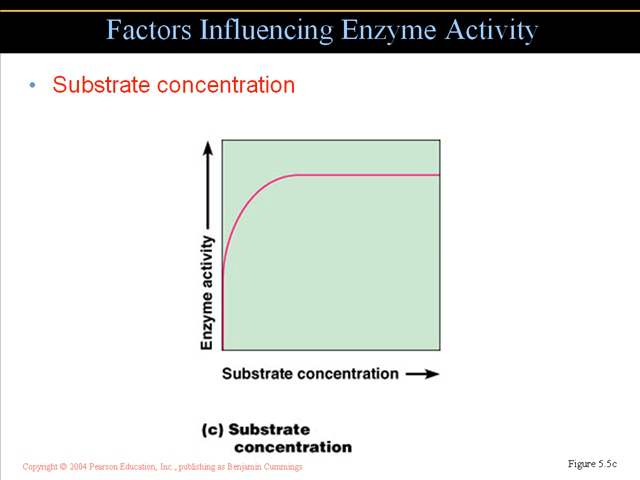 Factors Influencing Enzyme Activity
• Substrate concentration
Enzyme activity
Substrate concentration
(c) Substrate
concentration
Copyright © 2004 Pearson Education, Inc., publishing as Benjamin Cummings
Figure 5.5c